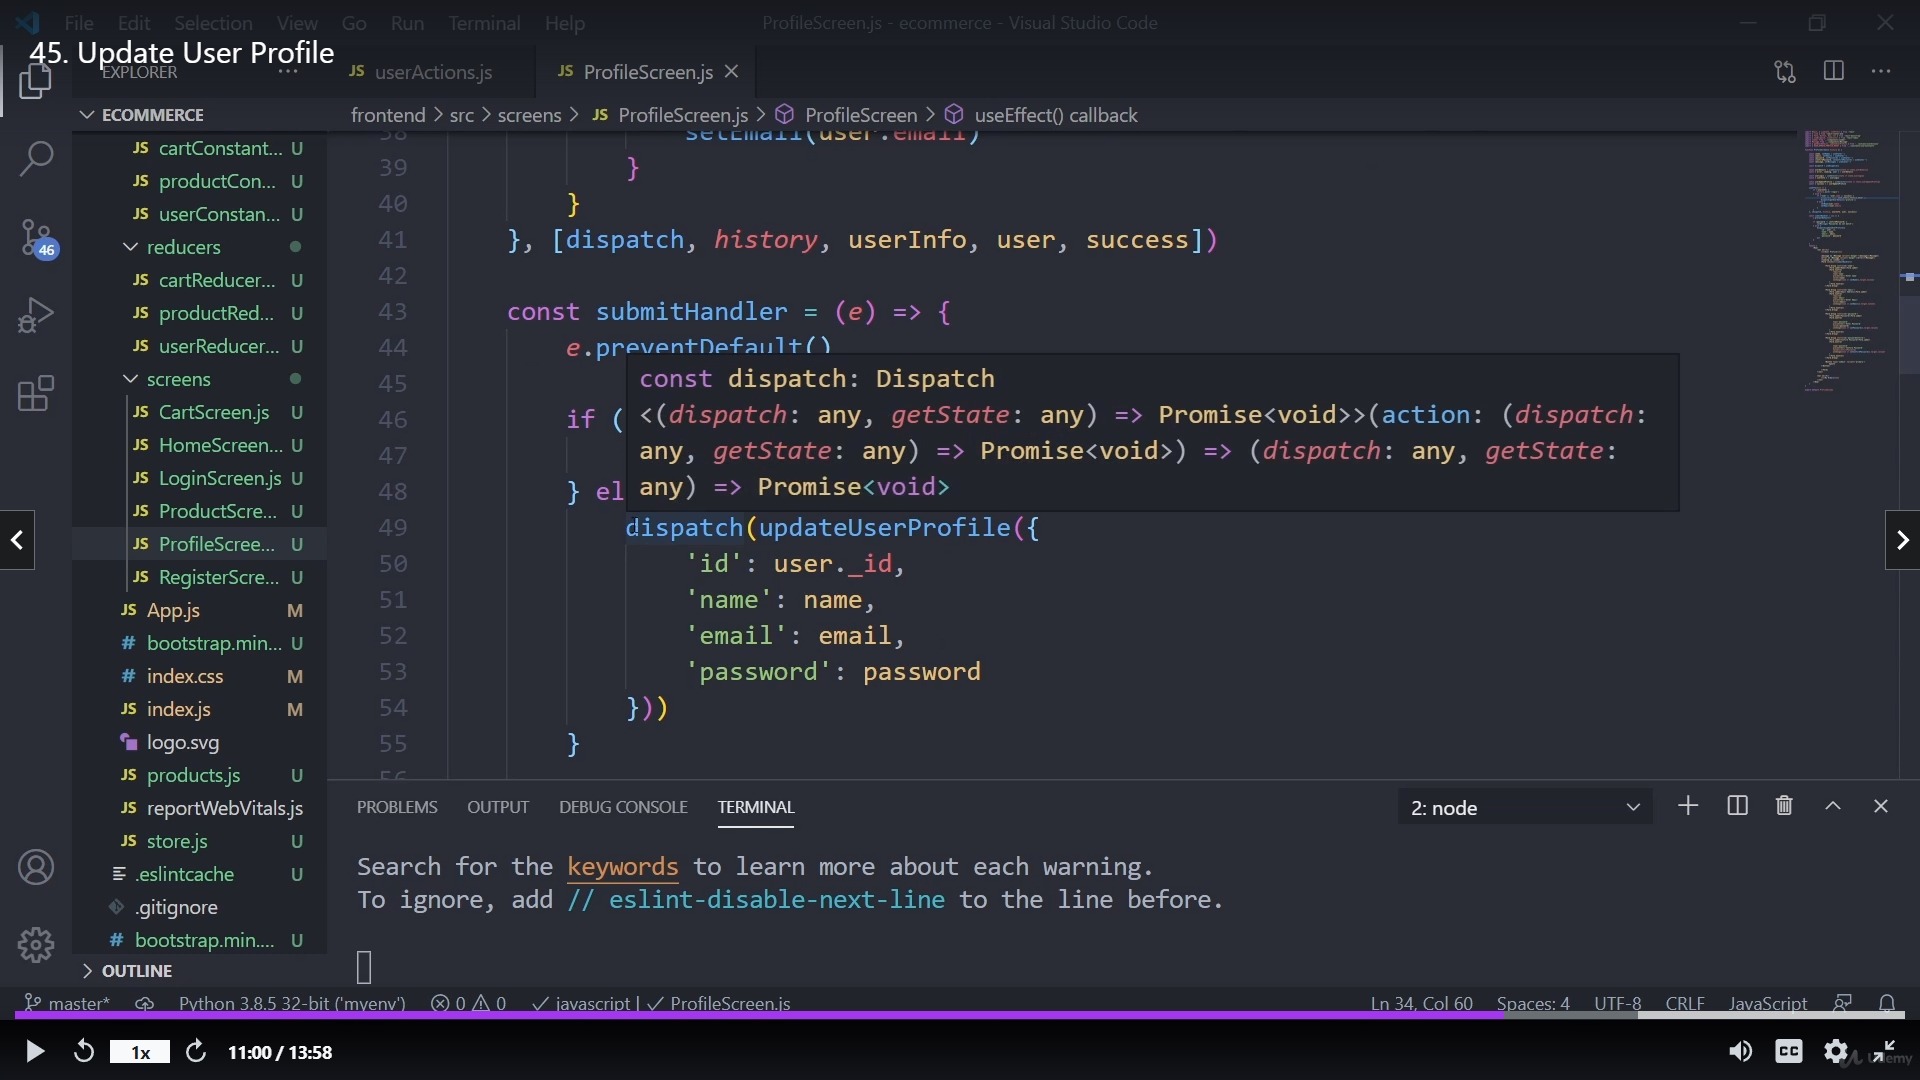 File Edit Selection View Go Run Terminal Help
ProfileScreen.js - ecommerce - Visual Studio Code
45. Update User Profile
EXPLORER ...
JS userActions.js
JS ProfileScreen.js
ECOMMERCE
frontend > src > screens > JS ProfileScreen.js > ProfileScreen > useEffect() callback
JS cartConstant... U
JS productCon... U
JS userConstan... U
reducers
JS cartReducer... U
JS productRed... U
JS userReducer... U
screens
JS CartScreen.js U
JS HomeScreen... U
JS LoginScreen.js U
JS ProductScre... U
JS ProfileScree... U
JS RegisterScre... U
JS App.js M
# bootstrap.min... U
# index.css M
JS index.js M
logo.svg
JS products.js U
reportWebVitals.js
JS store.js U
.eslintcache U
.gitignore
# bootstrap.min.... U
OUTLINE
46
38 setEmail(user.email)
39 }
40 }
41 }, [dispatch, history, userInfo, user, success])
42
43 const submitHandler = (e) => {
44 e.preventDefault()
45
46 if (
47
48 } el
const dispatch: Dispatch
<(dispatch: any, getState: any) => Promise<void>>(action: (dispatch:
any, getState: any) => Promise<void>) => (dispatch: any, getState:
any) => Promise<void>
49 dispatch(updateUserProfile({
50 'id': user._id,
51 'name': name,
52 'email': email,
53 'password': password
54 }))
55 }
56
PROBLEMS OUTPUT DEBUG CONSOLE TERMINAL
2: node
Search for the keywords to learn more about each warning.
To ignore, add // eslint-disable-next-line to the line before.
master* Python 3.8.5 32-bit ('myenv') 0 0 javascript | ProfileScreen.js
Ln 34, Col 60 Spaces: 4 UTF-8 CRLF JavaScript
1x 11:00 / 13:58
CC
Udemy